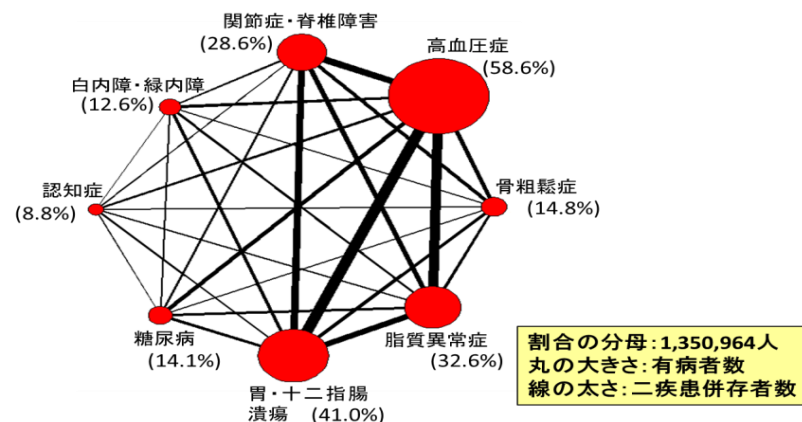 関節症・脊椎障害
(28.6%)
高血圧症
(58.6%)
白内障・緑内障
(12.6%)
認知症
(8.8%)
骨粗鬆症
(14.8%)
糖尿病
(14.1%)
脂質異常症
(32.6%)
胃・十二指腸
潰瘍 (41.0%)
割合の分母:1,350,964人
丸の大きさ:有病者数
線の太さ:二疾患併存者数